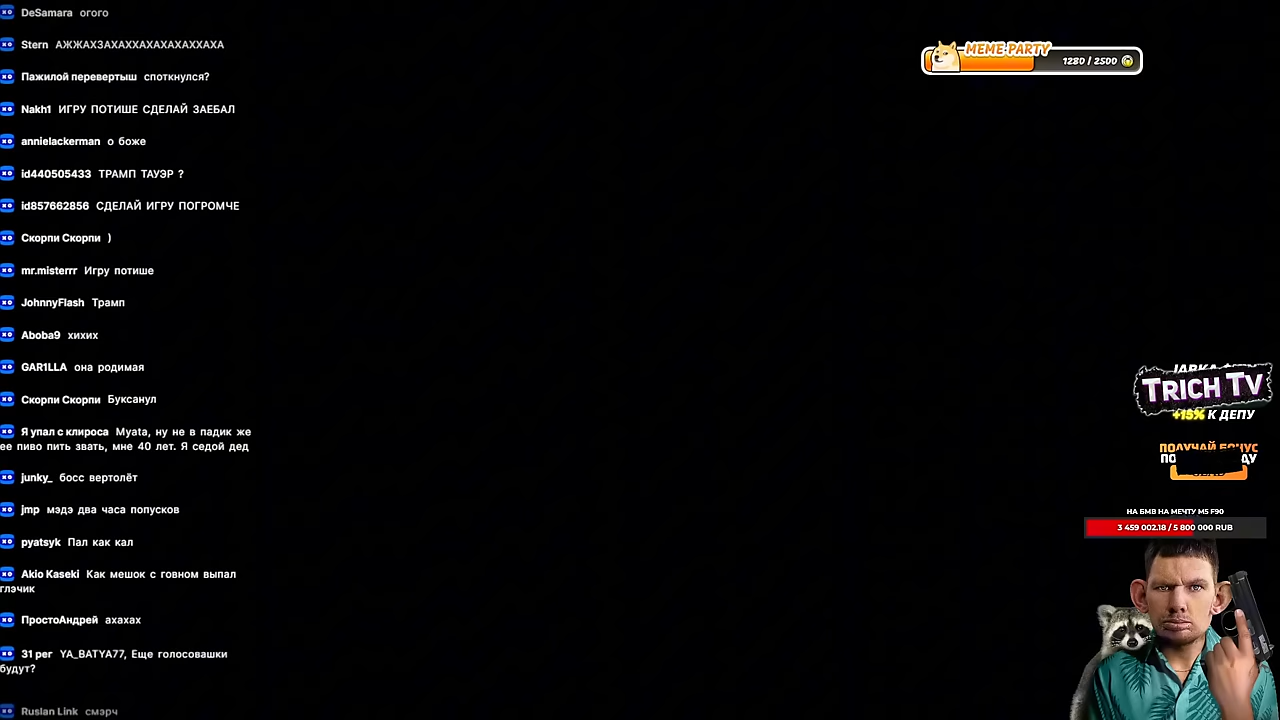 DeSamara огого
Stern АЖЖАХЗАХАХХАХАХАХАХХАХА
Пажилой перевертыш споткнулся?
Nakh1 ИГРУ ПОТИШЕ СДЕЛАЙ ЗАЕБАЛ
annielackerman о боже
id440505433 ТРАМП ТАУЭР ?
id857662856 СДЕЛАЙ ИГРУ ПОГРОМЧЕ
Скорпи Скорпи )
mr.misterrr Игру потише
JohnnyFlash Трамп
Aboba9 хихих
GAR1LLA она родимая
Скорпи Скорпи Буксанул
Я упал с клироса Myata, ну не в падик же
ее пиво пить звать, мне 40 лет. Я седой дед
junky_ босс вертолёт
jmp мэдэ два часа попусков
pyatsyk Пал как кал
Akio Kaseki Как мешок с говном выпал
глэчик
ПростоАндрей ахахах
31 рег YA_BATYA77, Еще голосовашки
будут?
Ruslan Link смэрч
MEME-PARTY
1280 / 2500
TRICH TV
+15% К ДЕПУ
ПОЛУЧАЙ БОНУС
НА БМВ НА МЕЧТУ M5 F90
3 459 002.18 / 5 800 000 RUB